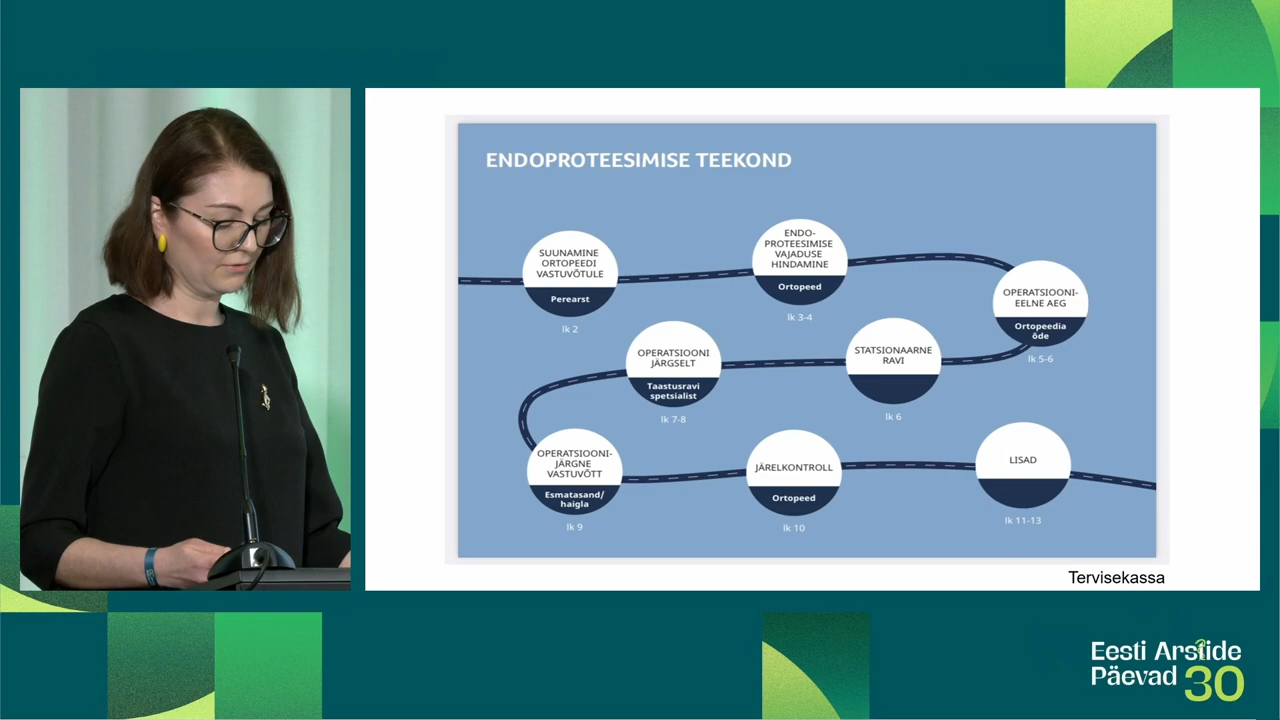 ENDOPROTEESIMISE TEEKOND
SUUNAMINE
ORTOPEEDI
VASTUVÕTULE
Perearst
lk 2
ENDO-
PROTEESIMISE
VAJADUSE
HINDAMINE
Ortopeed
lk 3-4
OPERATSIOONI-
EELNE AEG
Ortopeedia
õde
lk 5-6
STATSIONAARNE
RAVI
lk 6
OPERATSIOONI
JÄRGSELT
Taastusravi
spetsialist
lk 7-8
OPERATSIOONI-
JÄRGNE
VASTUVÕTT
Esmatasand/
haigla
lk 9
JÄRELKONTROLL
Ortopeed
lk 10
LISAD
lk 11-13
Tervisekassa
Eesti Arstide
Päevad 30